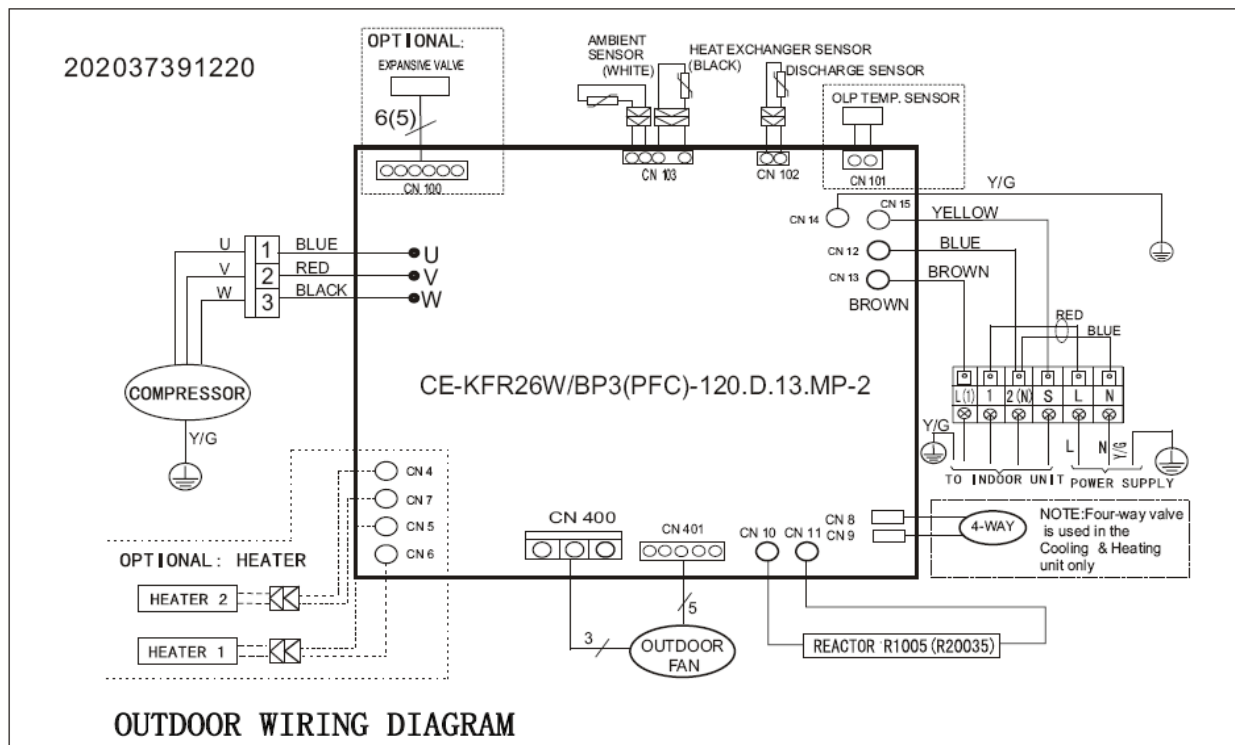 202037391220
OPTIONAL:
EXPANSIVE VALVE
6(5)
CN 100
AMBIENT
SENSOR
(WHITE)
HEAT EXCHANGER SENSOR
(BLACK)
DISCHARGE SENSOR
OLP TEMP. SENSOR
CN 103
CN 102
CN 101
Y/G
CN 14
CN 15
YELLOW
CN 12
BLUE
CN 13
BROWN
BROWN
U 1 BLUE U
V 2 RED V
W 3 BLACK W
COMPRESSOR
Y/G
CE-KFR26W/BP3(PFC)-120.D.13.MP-2
RED
BLUE
L(1) 1 2(N) S L N
Y/G
L N Y/G
TO INDOOR UNIT POWER SUPPLY
CN 4
CN 7
CN 5
CN 6
OPTIONAL: HEATER
HEATER 2
HEATER 1
CN 400
CN 401
CN 10
CN 11
CN 8
CN 9
4-WAY
NOTE:Four-way valve
is used in the
Cooling & Heating
unit only
3
5
OUTDOOR
FAN
REACTOR R1005(R20035)
OUTDOOR WIRING DIAGRAM